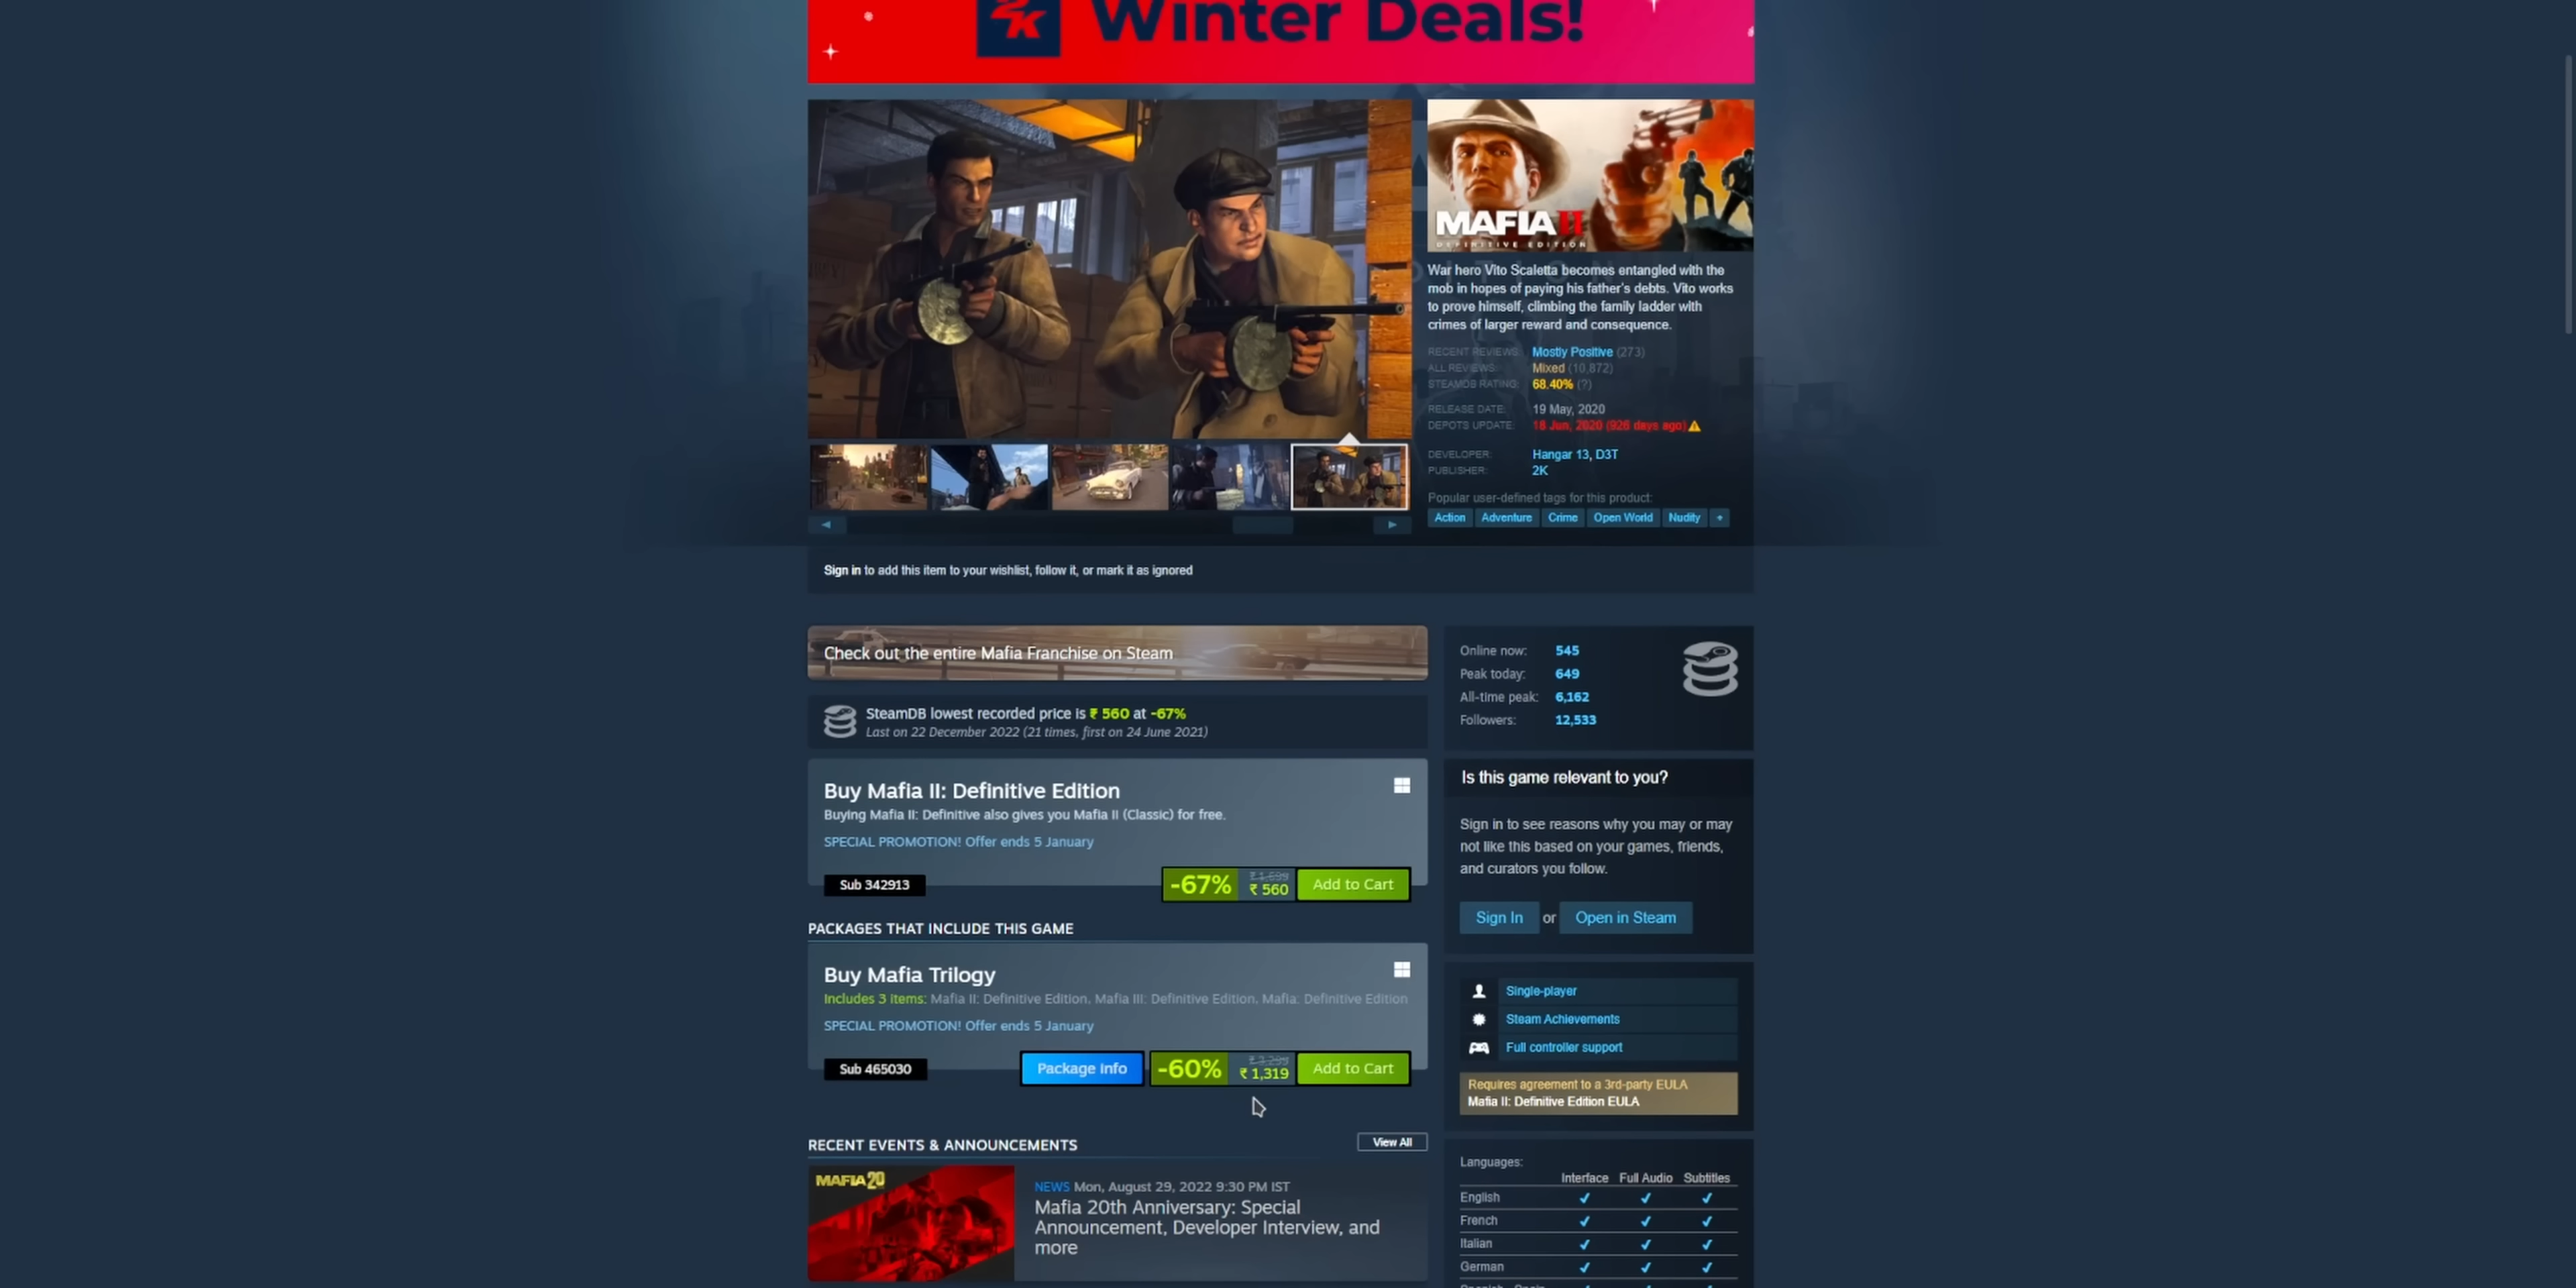 2K Winter Deals!
MAFIA II
DEFINITIVE EDITION
War hero Vito Scaletta becomes entangled with the
mob in hopes of paying his father's debts. Vito works
to prove himself, climbing the family ladder with
crimes of larger reward and consequence.
RECENT REVIEWS: Mostly Positive (273)
ALL REVIEWS: Mixed (10,872)
STEAMDB RATING: 68.40% (?)
RELEASE DATE: 19 May, 2020
DEPOTS UPDATE: 18 Jun, 2020 (926 days ago)
DEVELOPER: Hangar 13, D3T
PUBLISHER: 2K
Popular user-defined tags for this product:
Action Adventure Crime Open World Nudity +
Sign in to add this item to your wishlist, follow it, or mark it as ignored
Check out the entire Mafia Franchise on Steam
SteamDB lowest recorded price is ₹ 560 at -67%
Last on 22 December 2022 (21 times, first on 24 June 2021)
Buy Mafia II: Definitive Edition
Buying Mafia II: Definitive also gives you Mafia II (Classic) for free.
SPECIAL PROMOTION! Offer ends 5 January
Sub 342913
-67% ₹ 1,699 ₹ 560 Add to Cart
PACKAGES THAT INCLUDE THIS GAME
Buy Mafia Trilogy
Includes 3 items: Mafia II: Definitive Edition, Mafia III: Definitive Edition, Mafia: Definitive Edition
SPECIAL PROMOTION! Offer ends 5 January
Sub 465030
Package info -60% ₹ 3,299 ₹ 1,319 Add to Cart
RECENT EVENTS & ANNOUNCEMENTS View All
MAFIA 20
NEWS Mon, August 29, 2022 9:30 PM IST
Mafia 20th Anniversary: Special
Announcement, Developer Interview, and
more
Online now: 545
Peak today: 649
All-time peak: 6,162
Followers: 12,533
Is this game relevant to you?
Sign in to see reasons why you may or may
not like this based on your games, friends,
and curators you follow.
Sign In or Open in Steam
Single-player
Steam Achievements
Full controller support
Requires agreement to a 3rd-party EULA
Mafia II: Definitive Edition EULA
Languages:
Interface Full Audio Subtitles
English ✔ ✔ ✔
French ✔ ✔ ✔
Italian ✔ ✔ ✔
German ✔ ✔ ✔